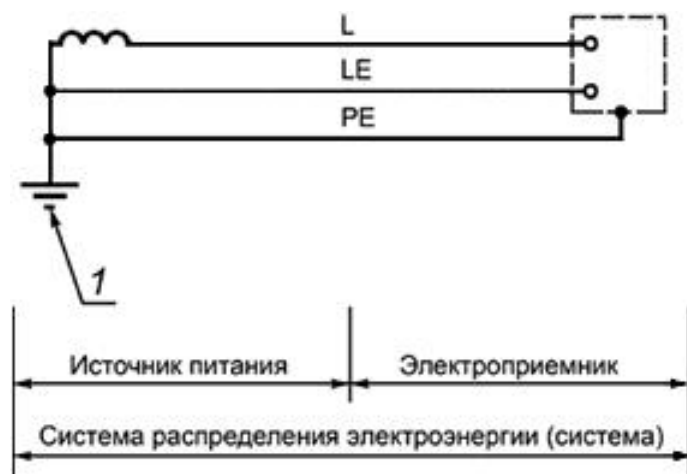 L
LE
PE
1
Источник питания
Электроприемник
Система распределения электроэнергии (система)